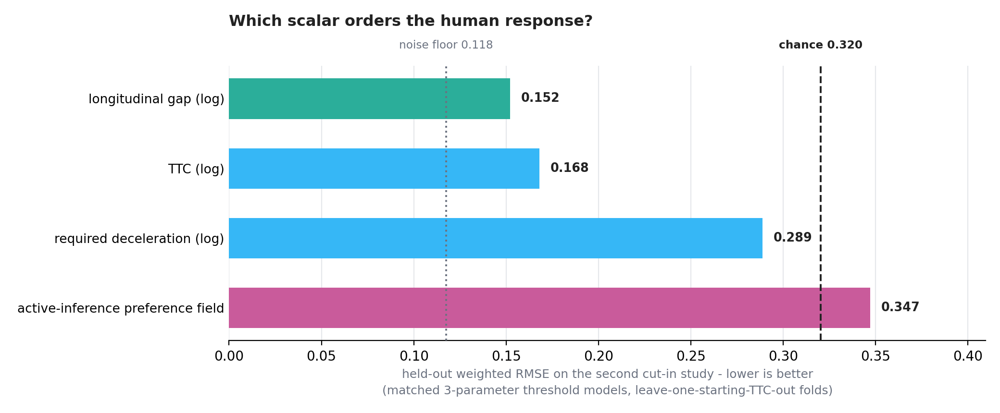 Which scalar orders the human response?
noise floor 0.118
chance 0.320
longitudinal gap (log)
0.152
TTC (log)
0.168
required deceleration (log)
0.289
active-inference preference field
0.347
0.00 0.05 0.10 0.15 0.20 0.25 0.30 0.35 0.40
held-out weighted RMSE on the second cut-in study - lower is better
(matched 3-parameter threshold models, leave-one-starting-TTC-out folds)